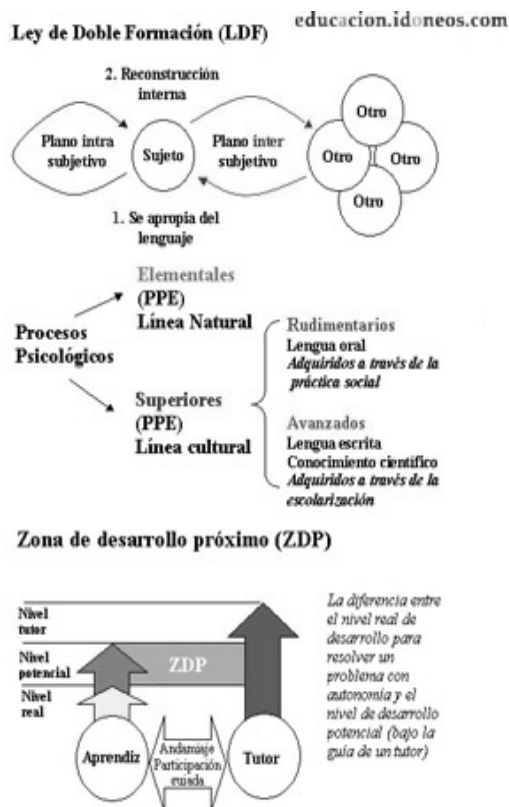 educacion.idoneos.com
Ley de Doble Formación (LDF)
2. Reconstrucción
interna
Plano intra
subjetivo
Sujeto
Plano inter
subjetivo
Otro
Otro
Otro
Otro
1. Se apropia del
lenguaje
Procesos
Psicológicos
Elementales
(PPE)
Línea Natural
Superiores
(PPE)
Línea cultural
Rudimentarios
Lengua oral
Adquiridos a través de la
práctica social
Avanzados
Lengua escrita
Conocimiento científico
Adquiridos a través de la
escolarización
Zona de desarrollo próximo (ZDP)
Nivel
tutor
Nivel
potencial
Nivel
real
ZDP
Aprendiz
Andamiaje
Participación
guiada
Tutor
La diferencia entre
el nivel real de
desarrollo para
resolver un
problema con
autonomía y el
nivel de desarrollo
potencial (bajo la
guía de un tutor)